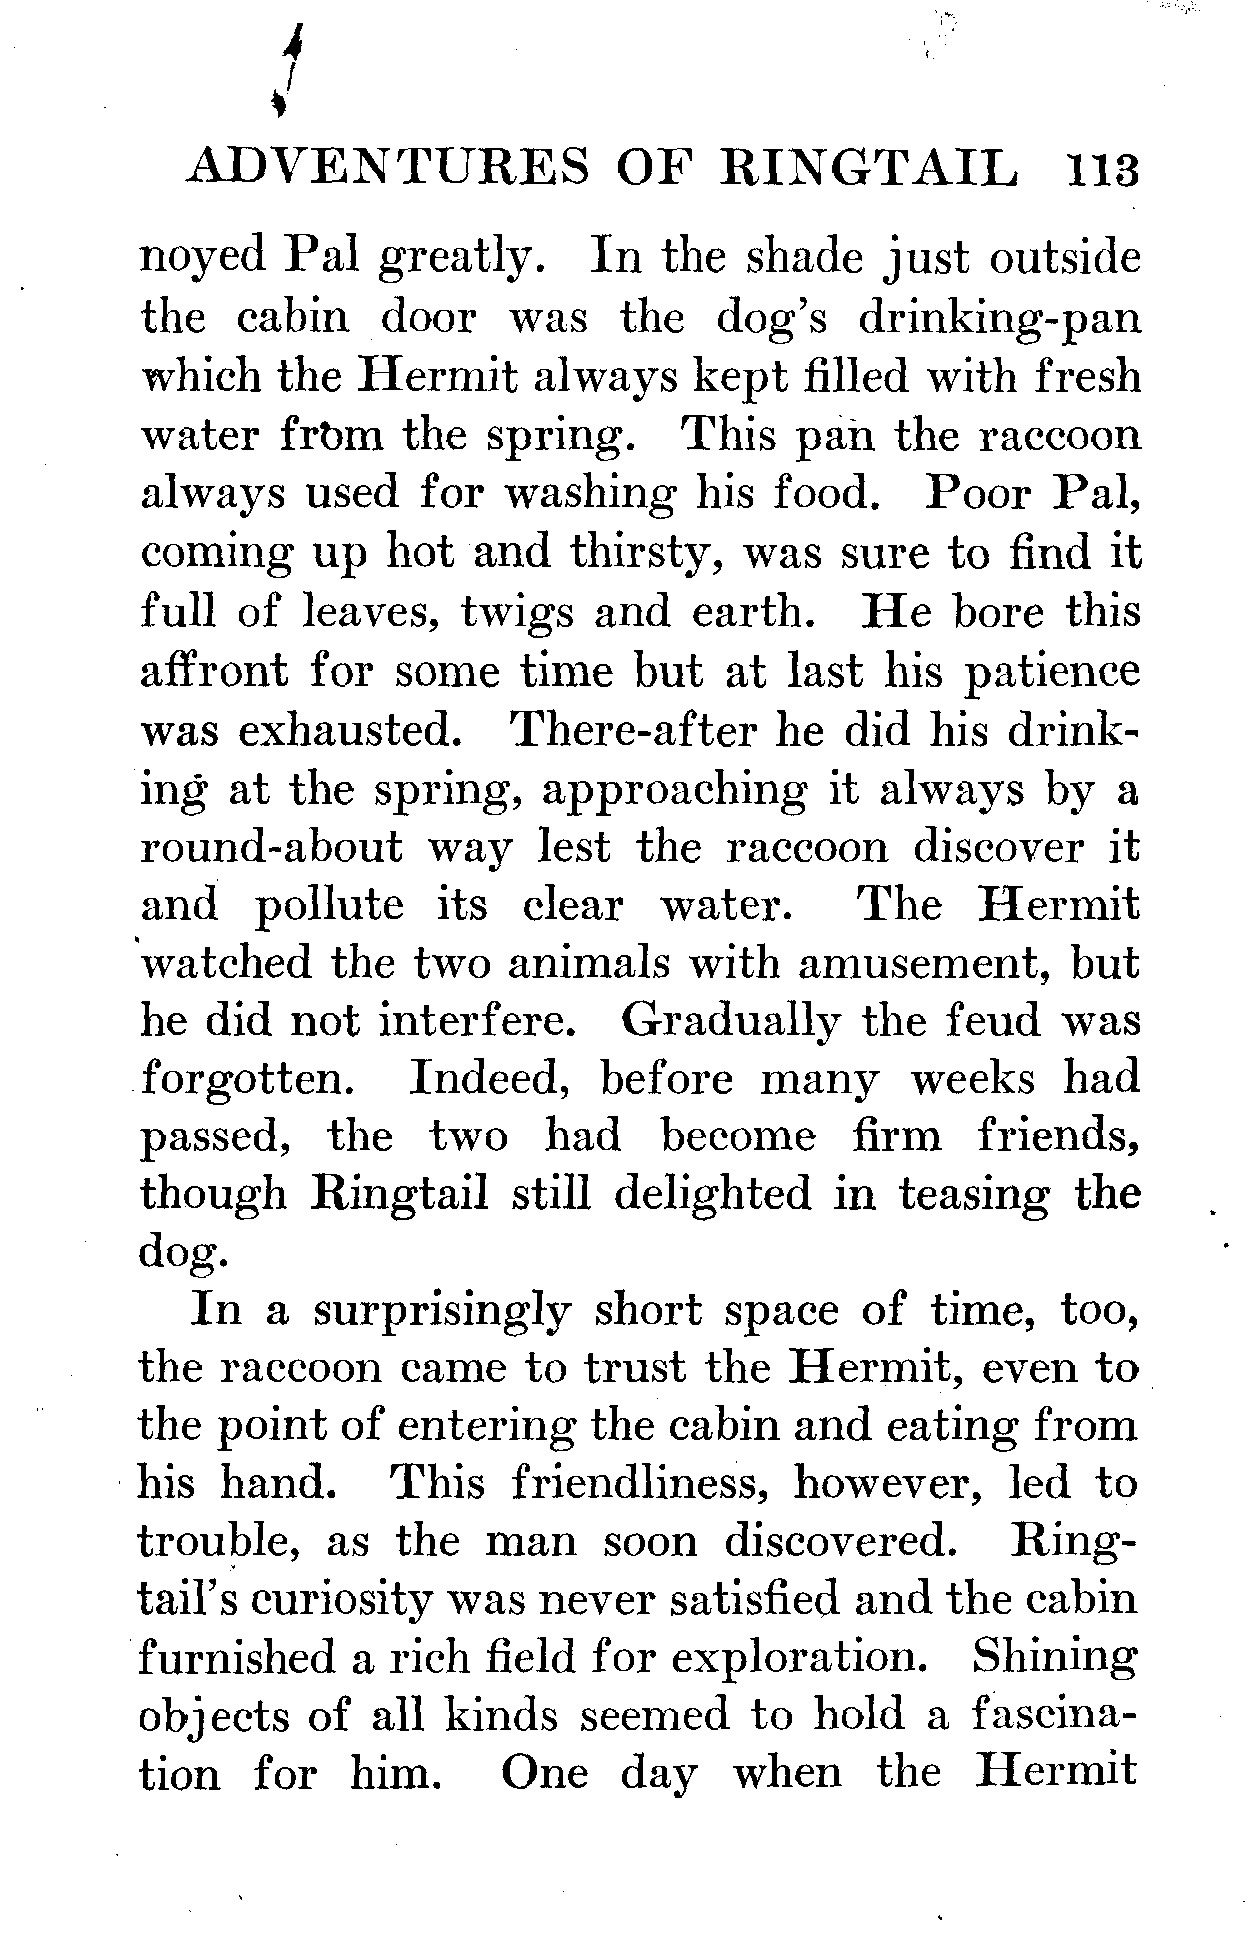 ADVENTURES OF RINGTAIL 113
noyed Pal greatly. In the shade just outside
the cabin door was the dog's drinking-pan
which the Hermit always kept filled with fresh
water from the spring. This pan the raccoon
always used for washing his food. Poor Pal,
coming up hot and thirsty, was sure to find it
full of leaves, twigs and earth. He bore this
affront for some time but at last his patience
was exhausted. There-after he did his drink-
ing at the spring, approaching it always by a
round-about way lest the raccoon discover it
and pollute its clear water. The Hermit
watched the two animals with amusement, but
he did not interfere. Gradually the feud was
forgotten. Indeed, before many weeks had
passed, the two had become firm friends,
though Ringtail still delighted in teasing the
dog.
In a surprisingly short space of time, too,
the raccoon came to trust the Hermit, even to
the point of entering the cabin and eating from
his hand. This friendliness, however, led to
trouble, as the man soon discovered. Ring-
tail's curiosity was never satisfied and the cabin
furnished a rich field for exploration. Shining
objects of all kinds seemed to hold a fascina-
tion for him. One day when the Hermit